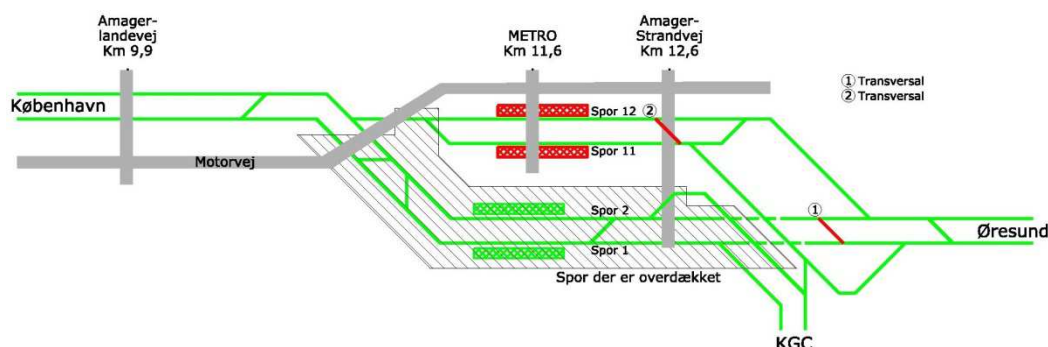 Amager-
landevej
Km 9,9
METRO
Km 11,6
Amager-
Strandvej
Km 12,6
① Transversal
② Transversal
København
Spor 12
②
Motorvej
Spor 11
Spor 2
①
Øresund
Spor 1
Spor der er overdækket
KGC